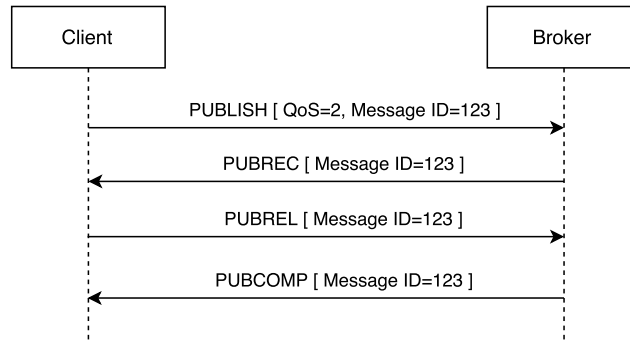 Client
Broker
PUBLISH [ QoS=2, Message ID=123 ]
PUBREC [ Message ID=123 ]
PUBREL [ Message ID=123 ]
PUBCOMP [ Message ID=123 ]